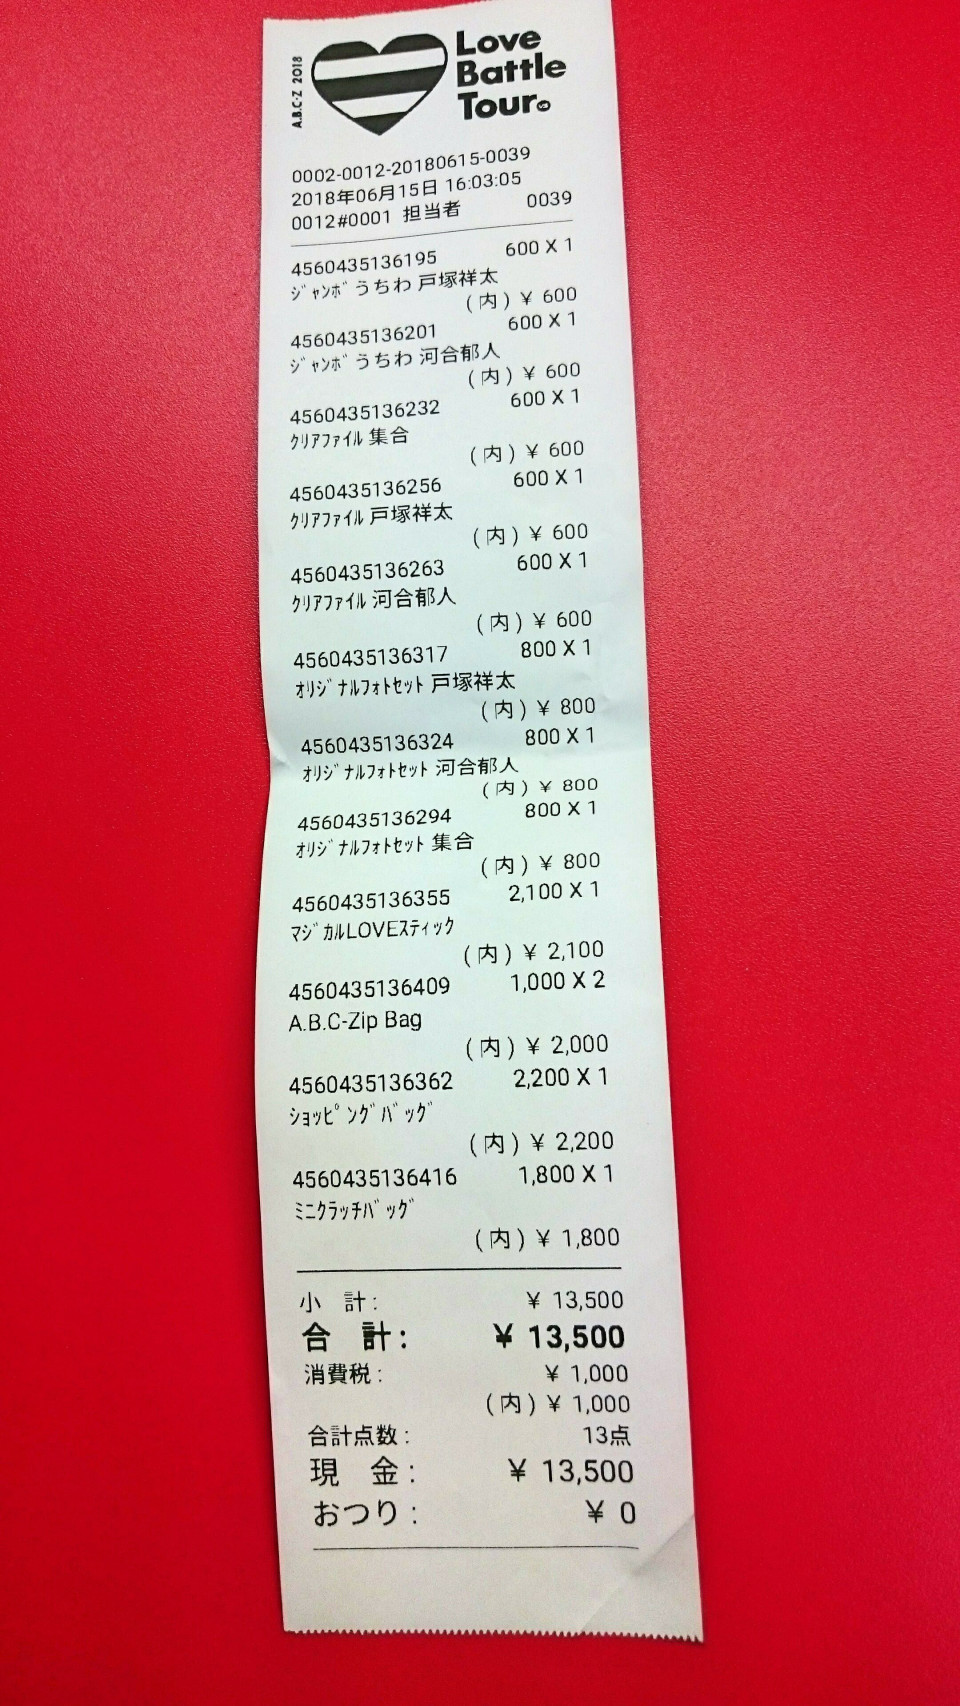 A.B.C-Z 2018
Love
Battle
Tour
0002-0012-20180615-0039
2018年06月15日 16:03:05
0012#0001 担当者 0039
4560435136195 600 X 1
ｼﾞｬﾝﾎﾞうちわ 戸塚祥太
(内) ¥ 600
4560435136201 600 X 1
ｼﾞｬﾝﾎﾞうちわ 河合郁人
(内) ¥ 600
4560435136232 600 X 1
ｸﾘｱﾌｧｲﾙ 集合
(内) ¥ 600
4560435136256 600 X 1
ｸﾘｱﾌｧｲﾙ 戸塚祥太
(内) ¥ 600
4560435136263 600 X 1
ｸﾘｱﾌｧｲﾙ 河合郁人
(内) ¥ 600
4560435136317 800 X 1
ｵﾘｼﾞﾅﾙﾌｫﾄｾｯﾄ 戸塚祥太
(内) ¥ 800
4560435136324 800 X 1
ｵﾘｼﾞﾅﾙﾌｫﾄｾｯﾄ 河合郁人
(内) ¥ 800
4560435136294 800 X 1
ｵﾘｼﾞﾅﾙﾌｫﾄｾｯﾄ 集合
(内) ¥ 800
4560435136355 2,100 X 1
ﾏｼﾞｶﾙLOVEｽﾃｨｯｸ
(内) ¥ 2,100
4560435136409 1,000 X 2
A.B.C-Zip Bag
(内) ¥ 2,000
4560435136362 2,200 X 1
ｼｮｯﾋﾟﾝｸﾞﾊﾞｯｸﾞ
(内) ¥ 2,200
4560435136416 1,800 X 1
ﾐﾆｸﾗｯﾁﾊﾞｯｸﾞ
(内) ¥ 1,800
小 計: ¥ 13,500
合 計: ¥ 13,500
消費税: ¥ 1,000
(内) ¥ 1,000
合計点数: 13点
現 金: ¥ 13,500
おつり: ¥ 0